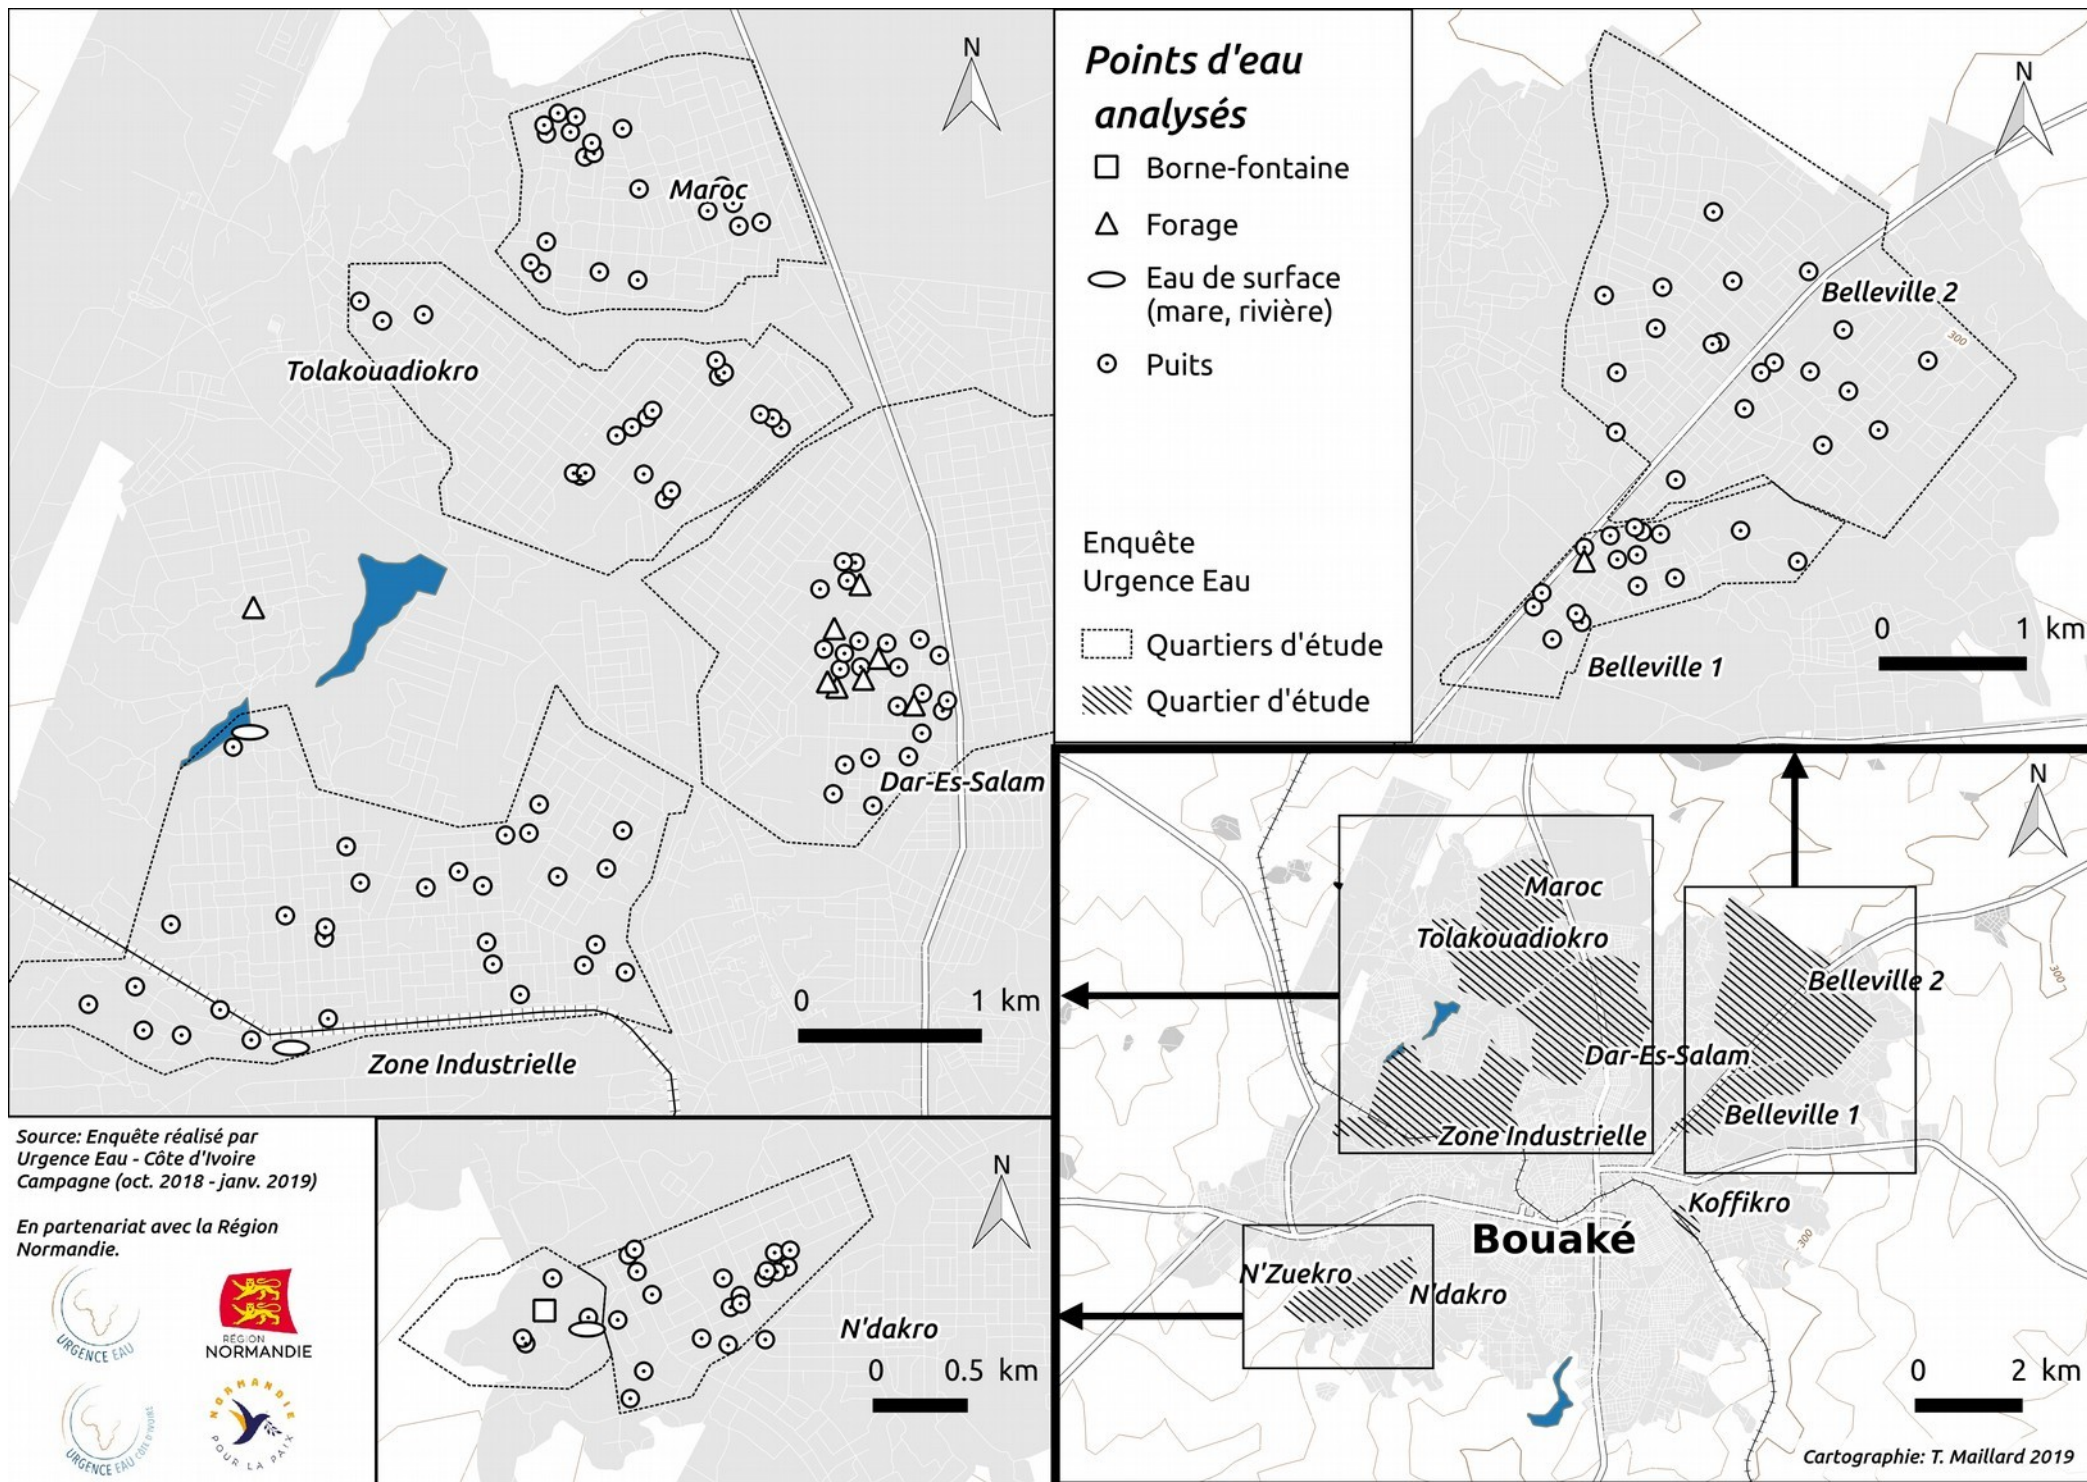 N
Maroc
Tolakouadiokro
Dar-Es-Salam
0 1 km
Zone Industrielle
Points d'eau
analysés
Borne-fontaine
Forage
Eau de surface
(mare, rivière)
Puits
Enquête
Urgence Eau
Quartiers d'étude
Quartier d'étude
N
Belleville 2
300
0 1 km
Belleville 1
Source: Enquête réalisé par
Urgence Eau - Côte d'Ivoire
Campagne (oct. 2018 - janv. 2019)
En partenariat avec la Région
Normandie.
URGENCE EAU
RÉGION
NORMANDIE
URGENCE EAU CÔTE D'IVOIRE
NORMANDIE
POUR LA PAIX
N
N'dakro
0 0.5 km
N
Maroc
Tolakouadiokro
Belleville 2
300
Dar-Es-Salam
Belleville 1
Zone Industrielle
Koffikro
Bouaké
300
N'Zuekro
N'dakro
0 2 km
Cartographie: T. Maillard 2019